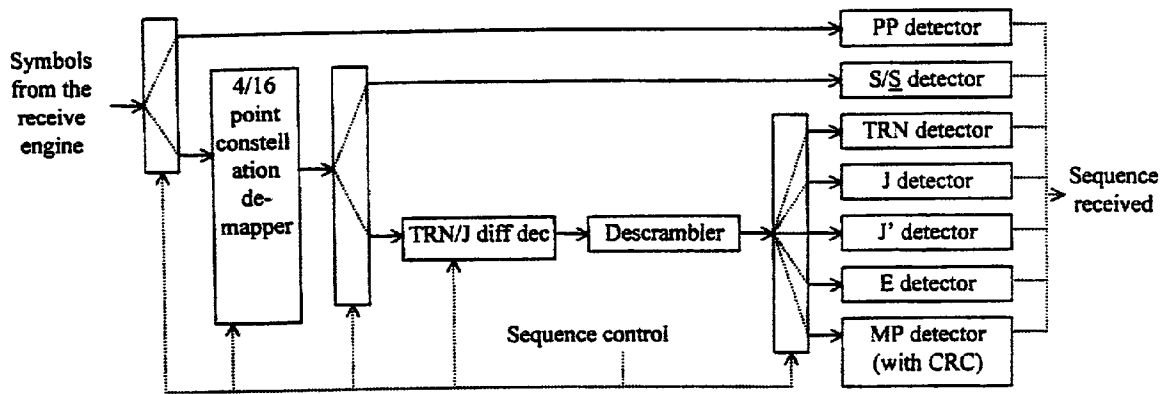 Symbols
from the
receive
engine
4/16
point
constell
ation
de-
mapper
TRN/J diff dec
Descrambler
Sequence control
PP detector
S/S detector
TRN detector
J detector
J' detector
E detector
MP detector
(with CRC)
Sequence
received